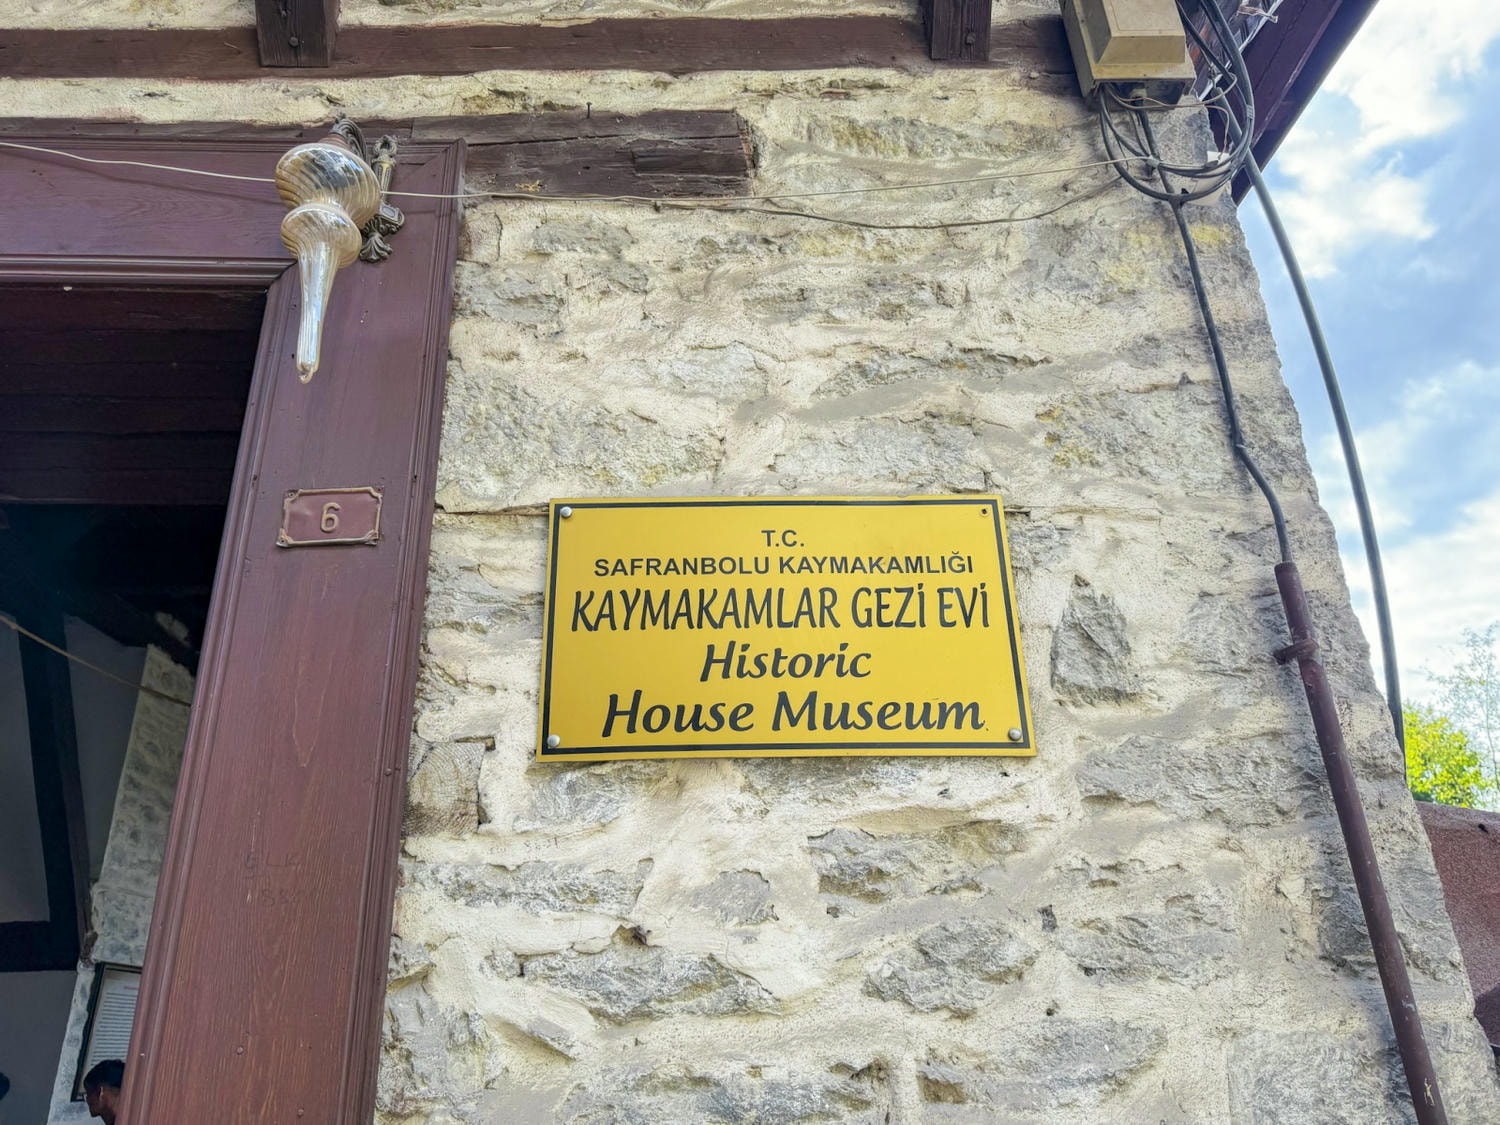 6
T.C.
SAFRANBOLU KAYMAKAMLIĞI
KAYMAKAMLAR GEZİ EVİ
Historic
House Museum